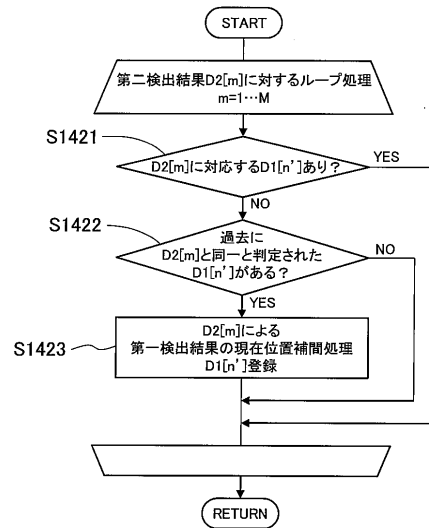 START
第二検出結果D2[m]に対するループ処理
m=1…M
S1421
D2[m]に対応するD1[n']あり？
YES
NO
S1422
過去に
D2[m]と同一と判定された
D1[n']がある？
NO
YES
S1423
D2[m]による
第一検出結果の現在位置補間処理
D1[n']登録
RETURN